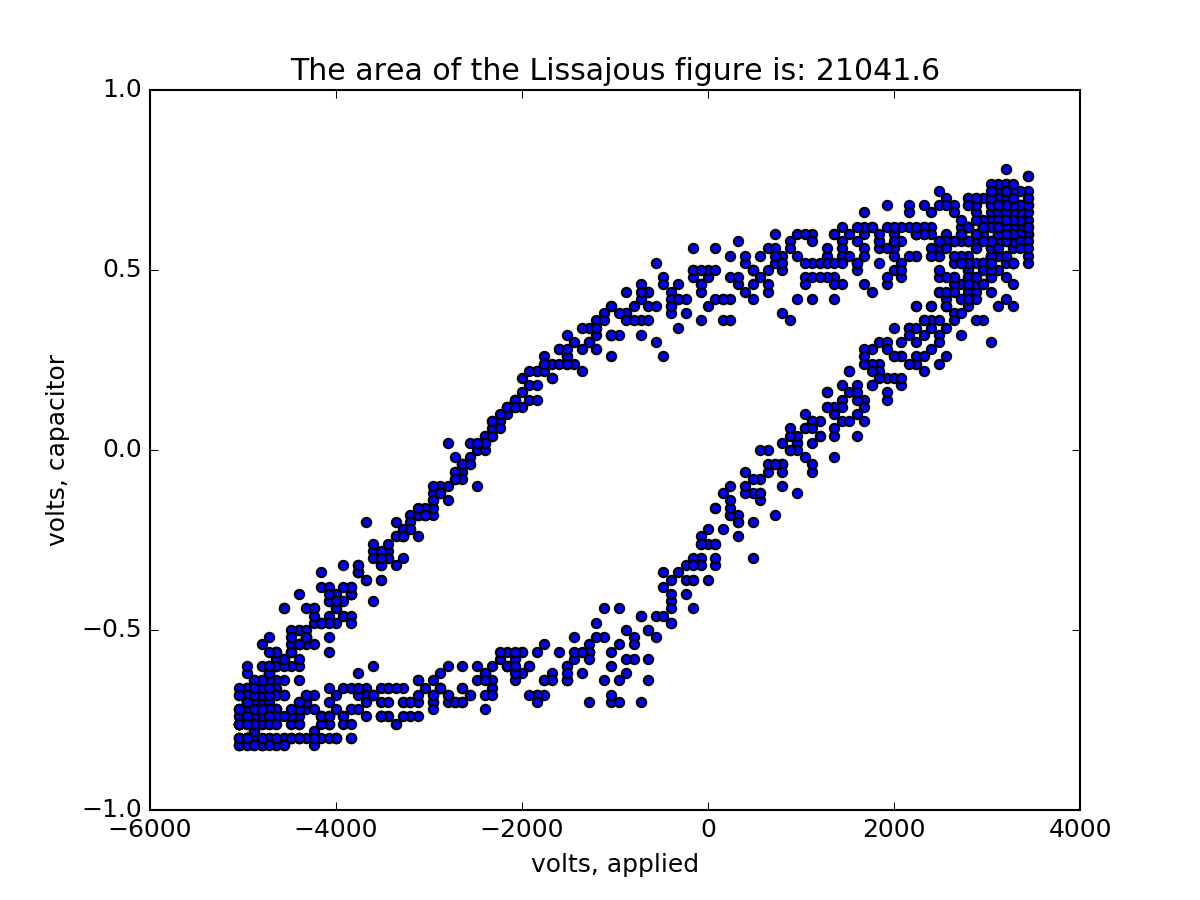 The area of the Lissajous figure is: 21041.6
1.0
0.5
0.0
−0.5
−1.0
volts, capacitor
−6000 −4000 −2000 0 2000 4000
volts, applied